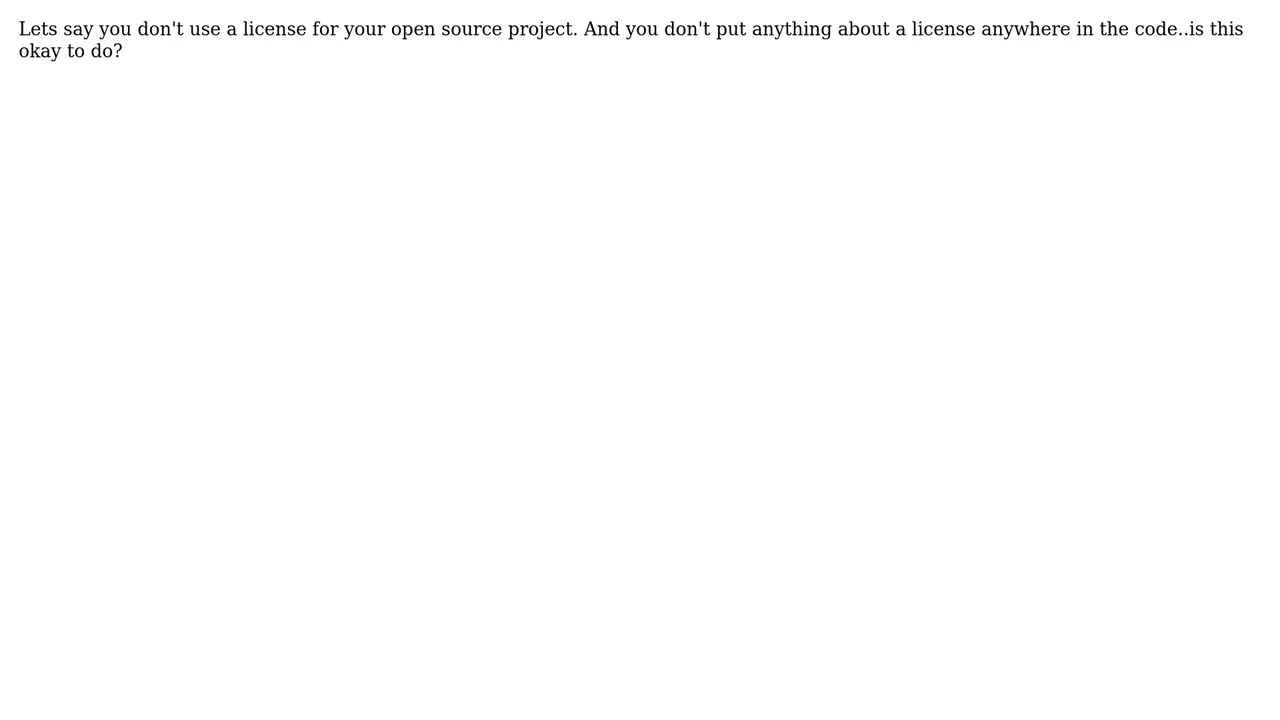 Lets say you don't use a license for your open source project. And you don't put anything about a license anywhere in the code..is this
okay to do?